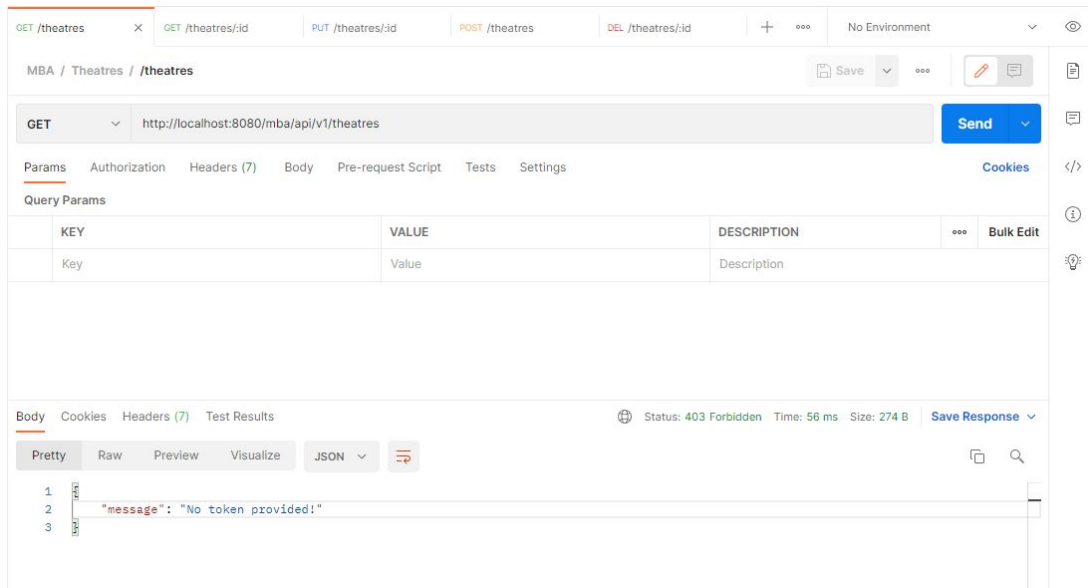 GET /theatres GET /theatres/:id PUT /theatres/:id POST /theatres DEL /theatres/:id No Environment
MBA / Theatres / /theatres Save
GET http://localhost:8080/mba/api/v1/theatres Send
Params Authorization Headers (7) Body Pre-request Script Tests Settings Cookies
Query Params
KEY VALUE DESCRIPTION Bulk Edit
Key Value Description
Body Cookies Headers (7) Test Results Status: 403 Forbidden Time: 56 ms Size: 274 B Save Response
Pretty Raw Preview Visualize JSON
1 {
2 "message": "No token provided!"
3 }